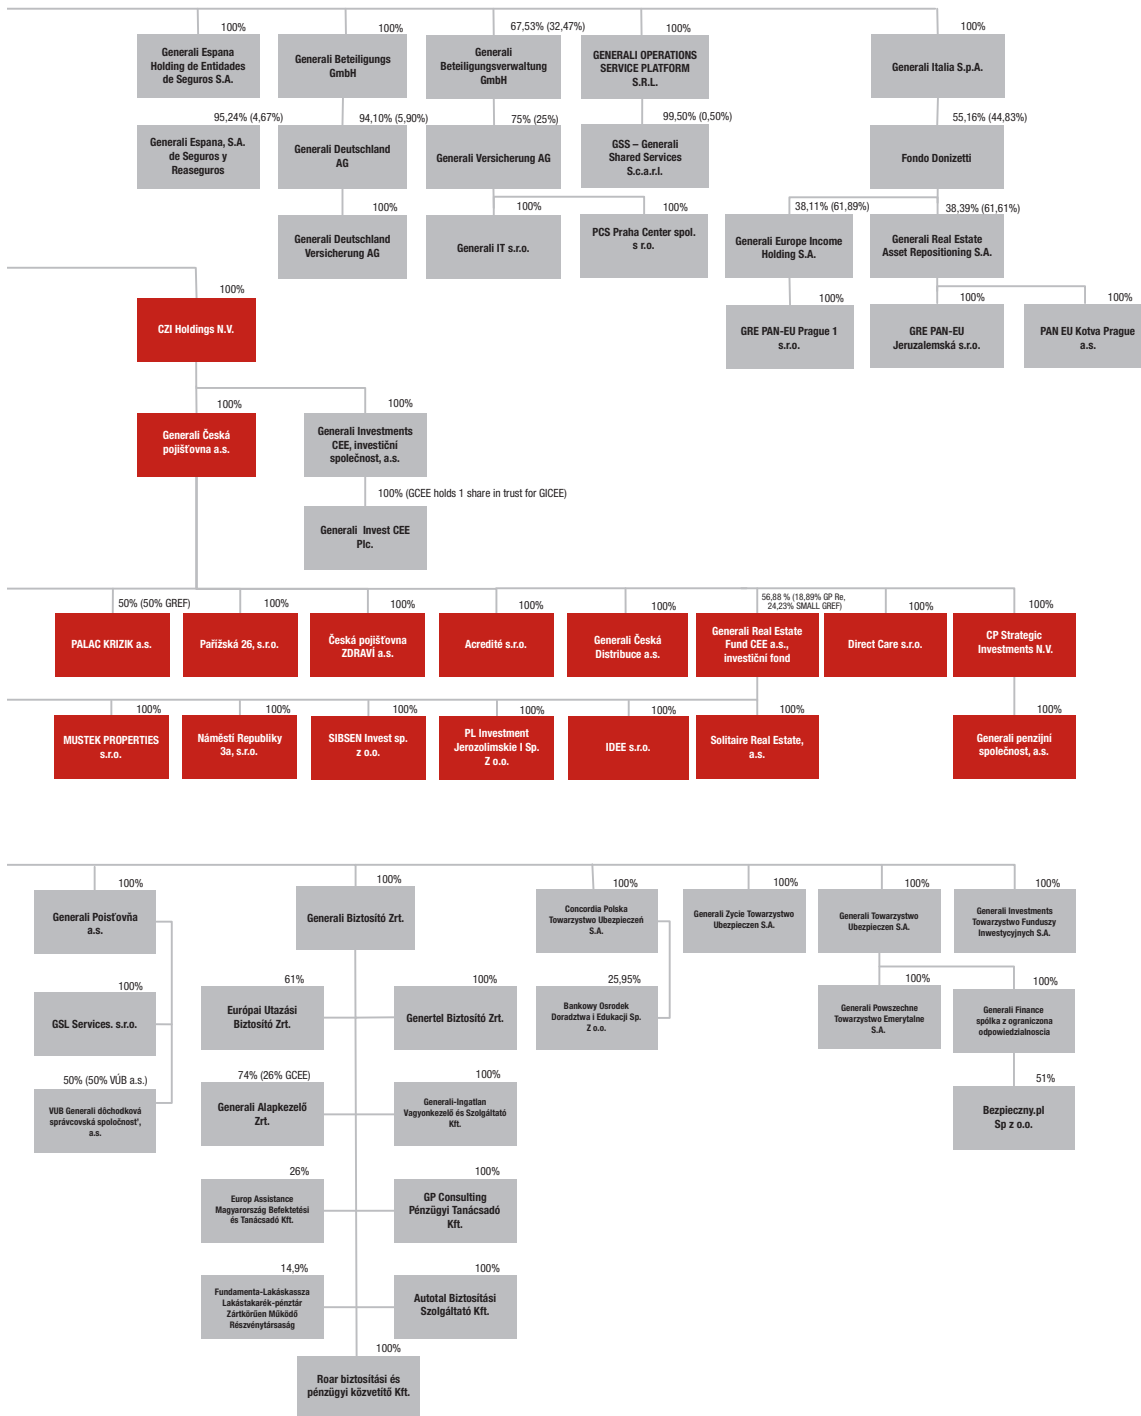 100%
100%
67,53% (32,47%)
100%
100%
Generali Espana
Holding de Entidades
de Seguros S.A.
Generali Beteiligungs
GmbH
Generali
Beteiligungsverwaltung
GmbH
GENERALI OPERATIONS
SERVICE PLATFORM
S.R.L.
Generali Italia S.p.A.
95,24% (4,67%)
94,10% (5,90%)
75% (25%)
99,50% (0,50%)
55,16% (44,83%)
Generali Espana, S.A.
de Seguros y
Reaseguros
Generali Deutschland
AG
Generali Versicherung AG
GSS – Generali
Shared Services
S.c.a.r.l.
Fondo Donizetti
100%
100%
100%
38,11% (61,89%)
38,39% (61,61%)
Generali Deutschland
Versicherung AG
Generali IT s.r.o.
PCS Praha Center spol.
s r.o.
Generali Europe Income
Holding S.A.
Generali Real Estate
Asset Repositioning S.A.
100%
100%
100%
100%
CZI Holdings N.V.
GRE PAN-EU Prague 1
s.r.o.
GRE PAN-EU
Jeruzalemská s.r.o.
PAN EU Kotva Prague
a.s.
100%
100%
Generali Česká
pojišťovna a.s.
Generali Investments
CEE, investiční
společnost, a.s.
100% (GCEE holds 1 share in trust for GICEE)
Generali Invest CEE
Plc.
50% (50% GREF)
100%
100%
100%
100%
56,88 % (18,89% GP Re,
24,23% SMALL GREF)
100%
100%
PALAC KRIZIK a.s.
Pařížská 26, s.r.o.
Česká pojišťovna
ZDRAVÍ a.s.
Acredité s.r.o.
Generali Česká
Distribuce a.s.
Generali Real Estate
Fund CEE a.s.,
investiční fond
Direct Care s.r.o.
CP Strategic
Investments N.V.
100%
100%
100%
100%
100%
100%
100%
MUSTEK PROPERTIES
s.r.o.
Náměstí Republiky
3a, s.r.o.
SIBSEN Invest sp.
z o.o.
PL Investment
Jerozolimskie I Sp.
Z o.o.
IDEE s.r.o.
Solitaire Real Estate,
a.s.
Generali penzijní
společnost, a.s.
100%
100%
100%
100%
100%
100%
Generali Poisťovňa
a.s.
Generali Biztosító Zrt.
Concordia Polska
Towarzystwo Ubezpieczeń
S.A.
Generali Zycie Towarzystwo
Ubezpieczen S.A.
Generali Towarzystwo
Ubezpieczen S.A.
Generali Investments
Towarzystwo Funduszy
Inwestycyjnych S.A.
100%
61%
100%
25,95%
100%
100%
GSL Services. s.r.o.
Európai Utazási
Biztosító Zrt.
Genertel Biztosító Zrt.
Bankowy Osrodek
Doradztwa i Edukacji Sp.
Z o.o.
Generali Powszechne
Towarzystwo Emerytalne
S.A.
Generali Finance
spólka z ograniczona
odpowiedzialnoscia
50% (50% VÚB a.s.)
74% (26% GCEE)
100%
51%
VUB Generali dôchodková
správcovská spoločnosť,
a.s.
Generali Alapkezelő
Zrt.
Generali-Ingatlan
Vagyonkezelő és Szolgáltató
Kft.
Bezpieczny.pl
Sp z o.o.
26%
100%
Europ Assistance
Magyarország Befektetési
és Tanácsadó Kft.
GP Consulting
Pénzügyi Tanácsadó
Kft.
14,9%
100%
Fundamenta-Lakáskassza
Lakástakarék-pénztár
Zártkörűen Működő
Részvénytársaság
Autotal Biztosítási
Szolgáltató Kft.
100%
Roar biztosítási és
pénzügyi közvetítő Kft.